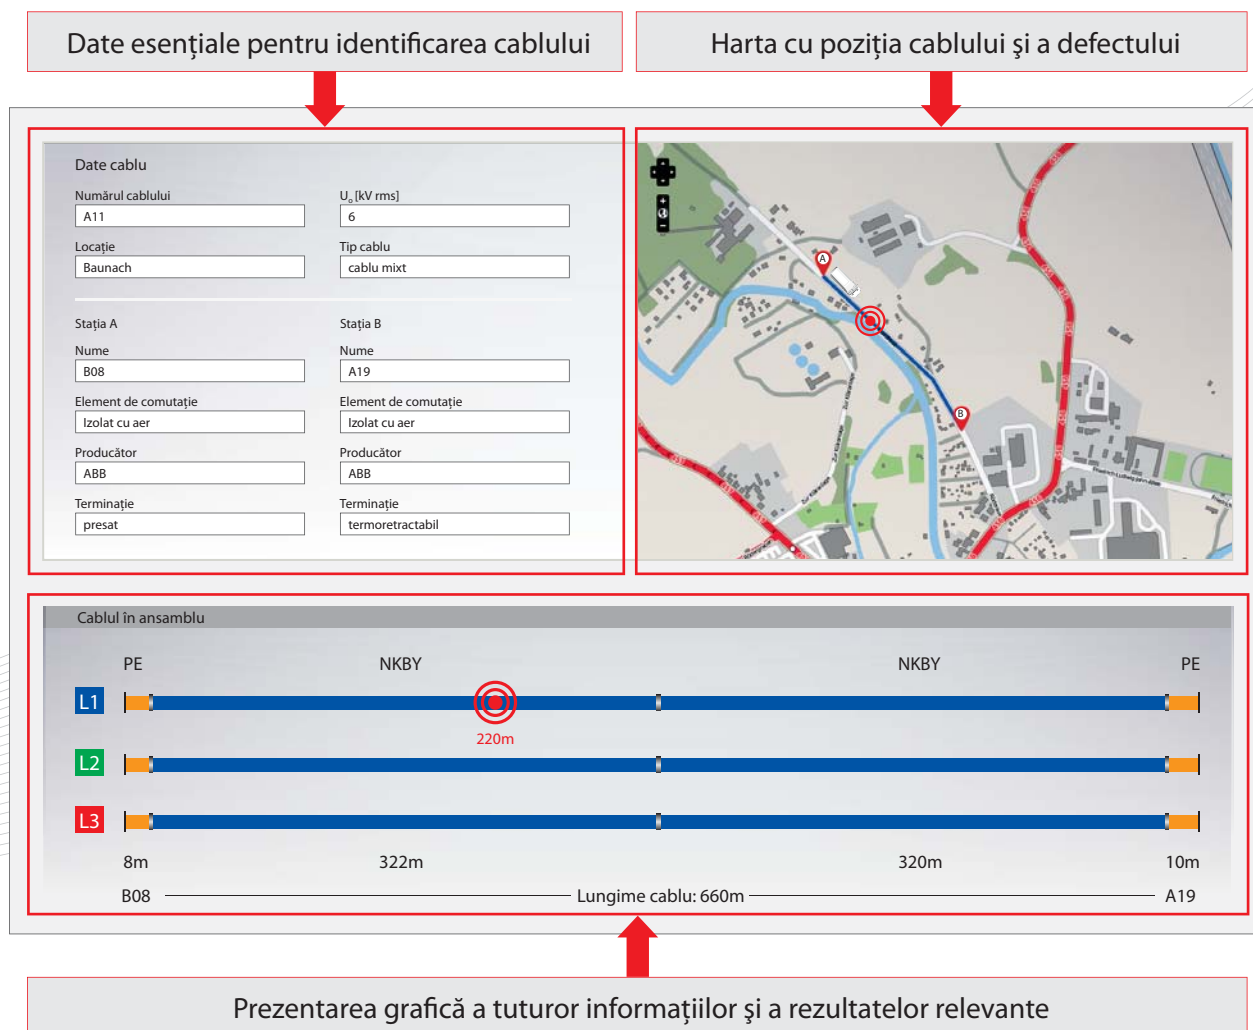 Date esențiale pentru identificarea cablului
Harta cu poziția cablului şi a defectului
Date cablu
Numărul cablului
U₀ [kV rms]
A11
6
Locație
Tip cablu
Baunach
cablu mixt
Stația A
Stația B
Nume
Nume
B08
A19
Element de comutație
Element de comutație
Izolat cu aer
Izolat cu aer
Producător
Producător
ABB
ABB
Terminație
Terminație
presat
termoretractabil
A
B
Cablul în ansamblu
PE NKBY NKBY PE
L1
220m
L2
L3
8m 322m 320m 10m
B08 Lungime cablu: 660m A19
Prezentarea grafică a tuturor informațiilor şi a rezultatelor relevante